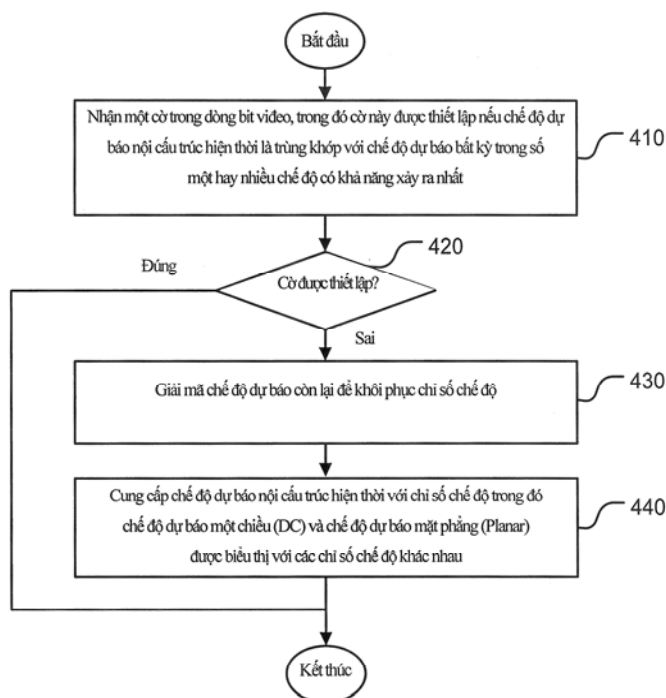 Bắt đầu
Nhận một cờ trong dòng bit video, trong đó cờ này được thiết lập nếu chế độ dự
báo nội cấu trúc hiện thời là trùng khớp với chế độ dự báo bất kỳ trong số
một hay nhiều chế độ có khả năng xảy ra nhất
410
420
Đúng
Cờ được thiết lập?
Sai
Giải mã chế độ dự báo còn lại để khôi phục chỉ số chế độ
430
Cung cấp chế độ dự báo nội cấu trúc hiện thời với chỉ số chế độ trong đó
chế độ dự báo một chiều (DC) và chế độ dự báo mặt phẳng (Planar)
được biểu thị với các chỉ số chế độ khác nhau
440
Kết thúc